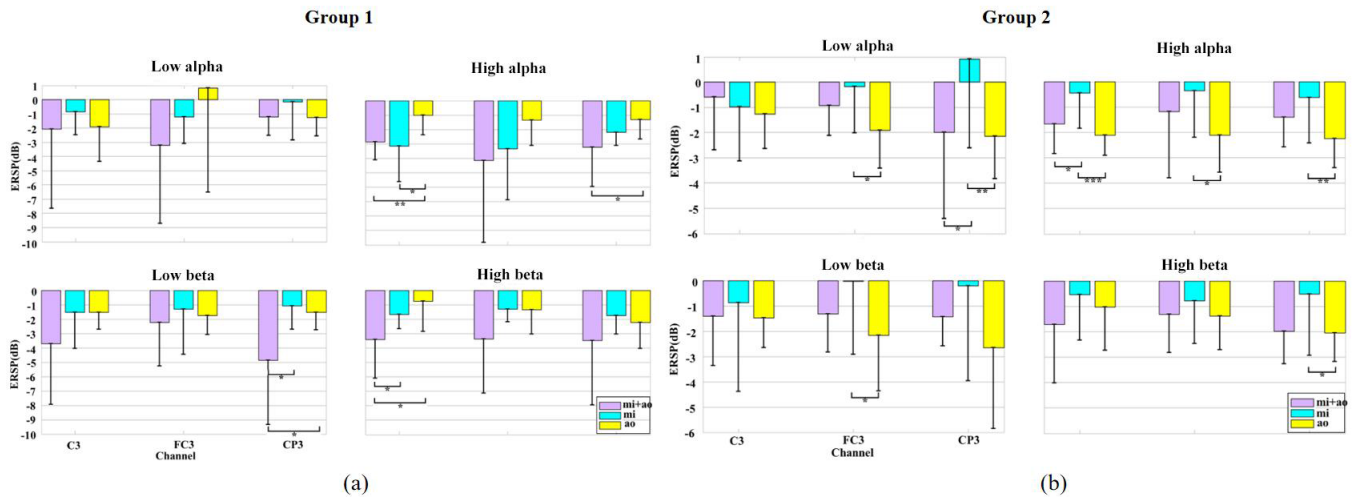 Group 1
Low alpha
High alpha
ERSP(dB)
1
0
-1
-2
-3
-4
-5
-6
-7
-8
-9
-10
*
**
*
Low beta
High beta
ERSP(dB)
0
-1
-2
-3
-4
-5
-6
-7
-8
-9
-10
*
*
*
*
mi+ao
mi
ao
C3
FC3
CP3
Channel
(a)
Group 2
Low alpha
High alpha
ERSP(dB)
1
0
-1
-2
-3
-4
-5
-6
*
**
*
*
***
*
**
Low beta
High beta
ERSP(dB)
0
-1
-2
-3
-4
-5
-6
*
*
mi+ao
mi
ao
C3
FC3
CP3
Channel
(b)